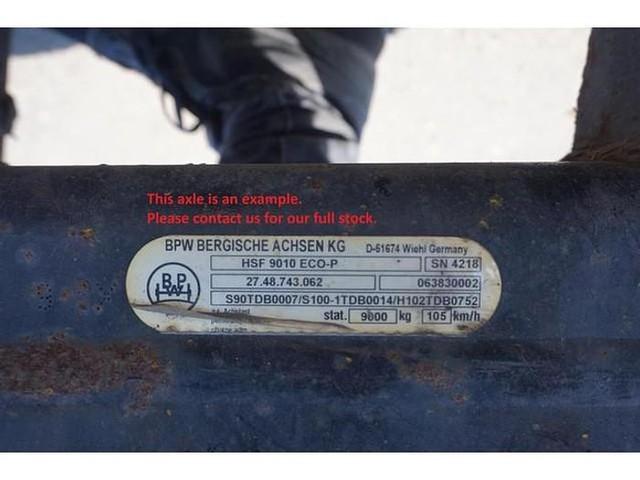 This axle is an example.
Please contact us for our full stock.
BPW BERGISCHE ACHSEN KG D-51674 Wiehl Germany
HSF 9010 ECO-P SN 4218
27.48.743.062 063830002
S90TDB0007/S100-1TDB0014/H102TDB0752
stat. 9000 kg 105 km/h